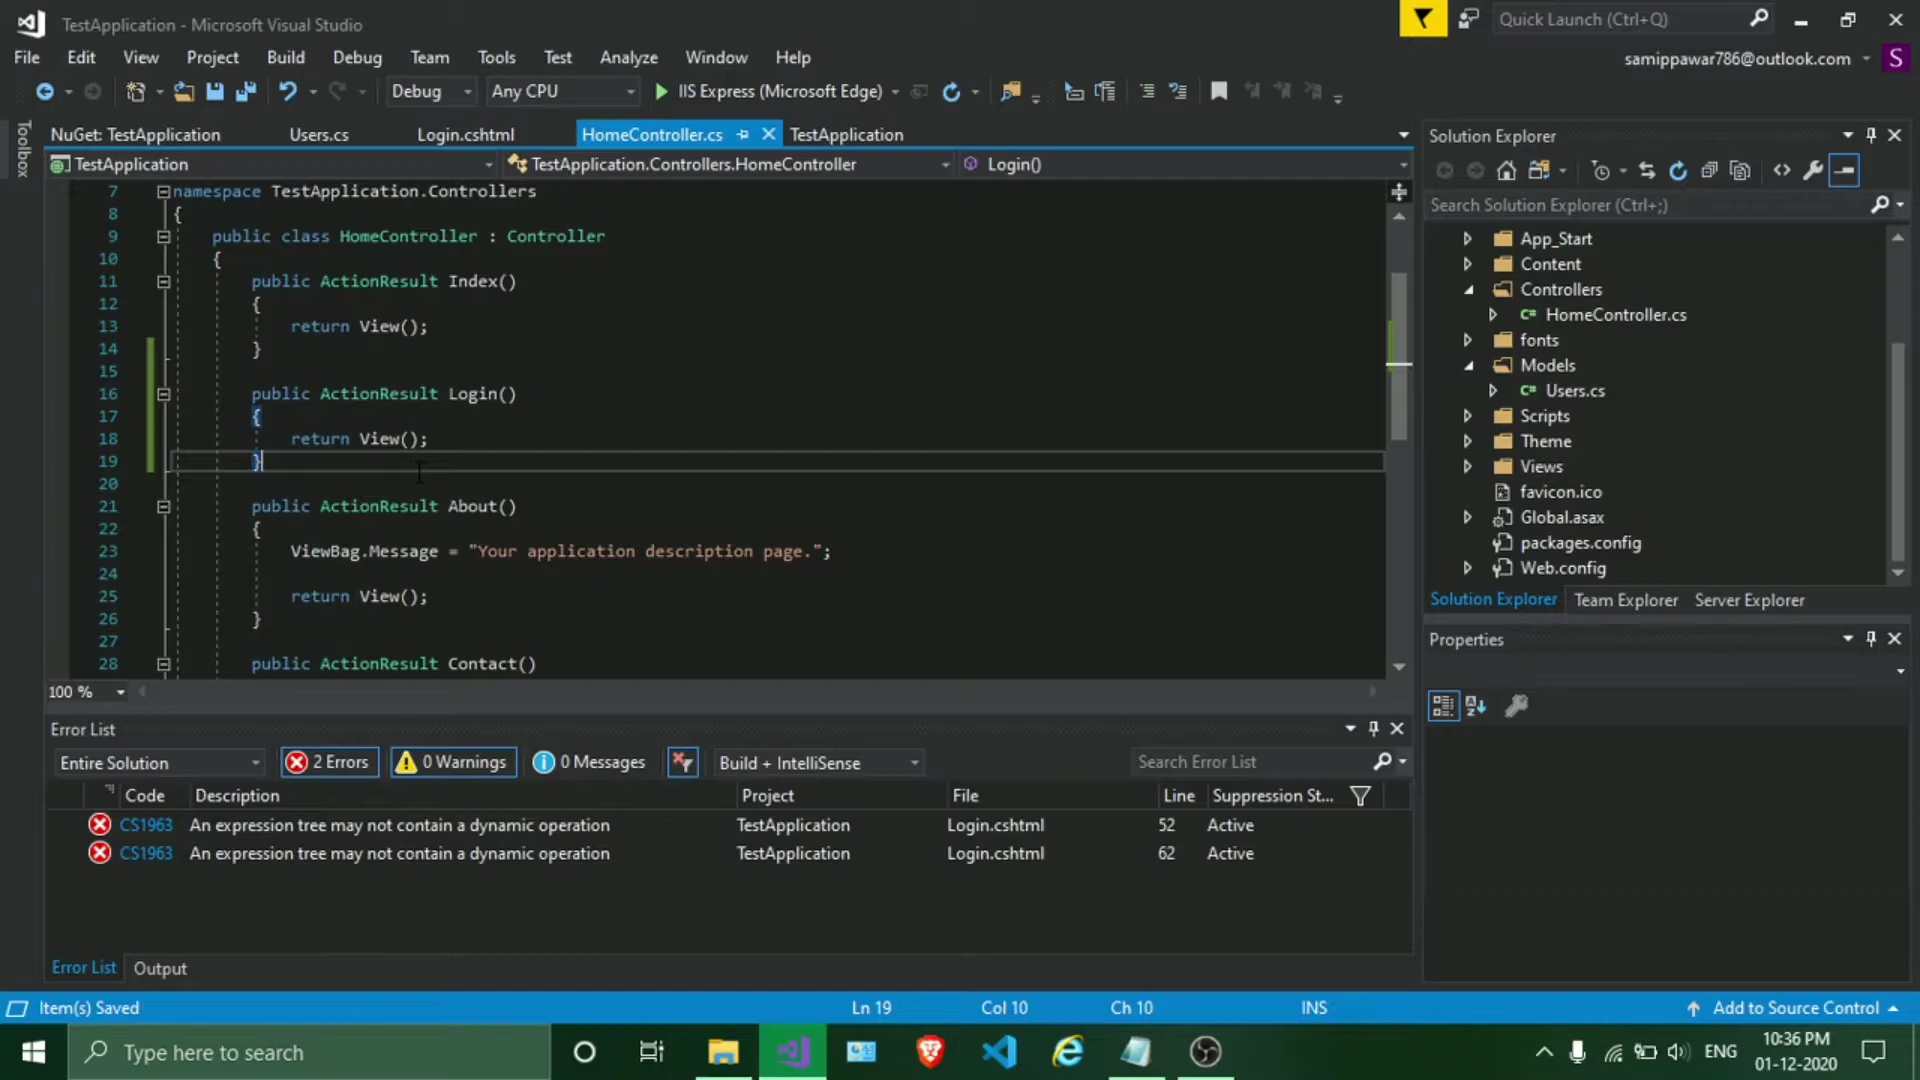 TestApplication - Microsoft Visual Studio
Quick Launch (Ctrl+Q)
File Edit View Project Build Debug Team Tools Test Analyze Window Help
samippawar786@outlook.com S
Debug Any CPU IIS Express (Microsoft Edge)
Toolbox
NuGet: TestApplication Users.cs Login.cshtml HomeController.cs TestApplication
TestApplication TestApplication.Controllers.HomeController Login()
7 namespace TestApplication.Controllers
8 {
9 public class HomeController : Controller
10 {
11 public ActionResult Index()
12 {
13 return View();
14 }
15
16 public ActionResult Login()
17 {
18 return View();
19 }
20
21 public ActionResult About()
22 {
23 ViewBag.Message = "Your application description page.";
24
25 return View();
26 }
27
28 public ActionResult Contact()
100 %
Solution Explorer
Search Solution Explorer (Ctrl+;)
App_Start
Content
Controllers
C# HomeController.cs
fonts
Models
C# Users.cs
Scripts
Theme
Views
favicon.ico
Global.asax
packages.config
Web.config
Solution Explorer Team Explorer Server Explorer
Properties
Error List
Entire Solution 2 Errors 0 Warnings 0 Messages Build + IntelliSense Search Error List
Code Description Project File Line Suppression St...
CS1963 An expression tree may not contain a dynamic operation TestApplication Login.cshtml 52 Active
CS1963 An expression tree may not contain a dynamic operation TestApplication Login.cshtml 62 Active
Error List Output
Item(s) Saved Ln 19 Col 10 Ch 10 INS Add to Source Control
Type here to search
ENG
10:36 PM
01-12-2020